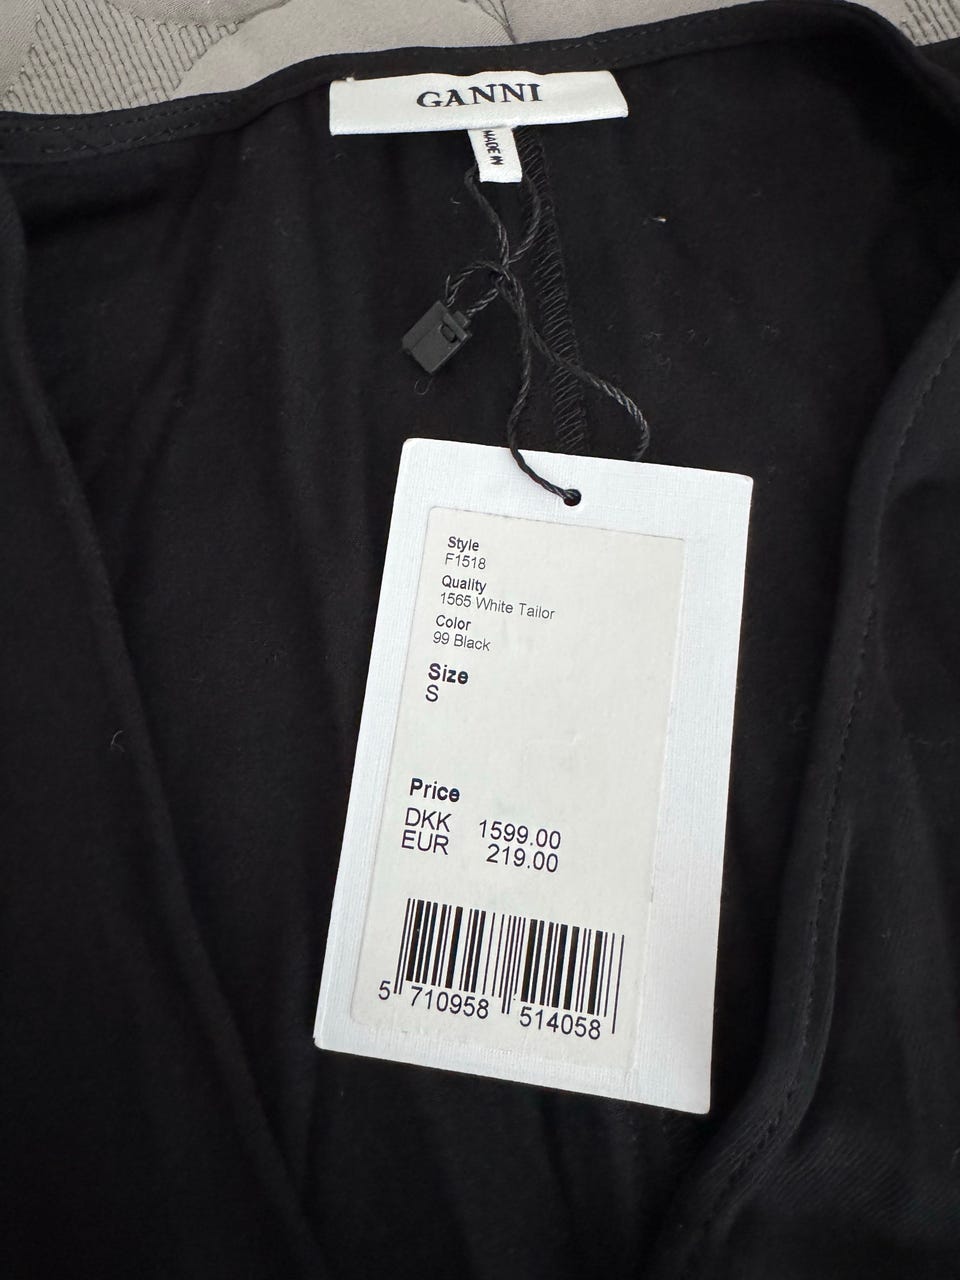 GANNI
MADE IN
Style
F1518
Quality
1565 White Tailor
Color
99 Black
Size
S
Price
DKK 1599.00
EUR 219.00
5 710958 514058